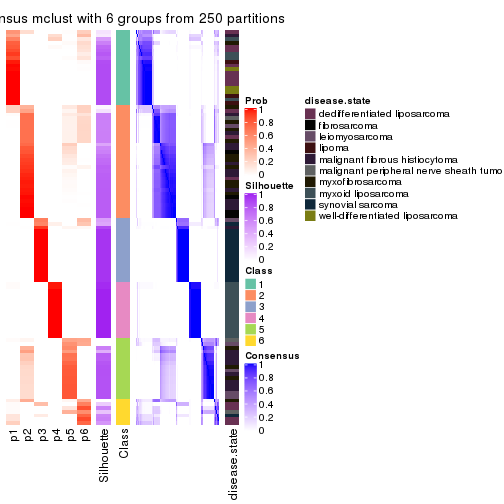 nsus mclust with 6 groups from 250 partitions
Prob
1
0.8
0.6
0.4
0.2
0
Silhouette
1
0.8
0.6
0.4
0.2
0
Class
1
2
3
4
5
6
Consensus
1
0.8
0.6
0.4
0.2
0
disease.state
dedifferentiated liposarcoma
fibrosarcoma
leiomyosarcoma
lipoma
malignant fibrous histiocytoma
malignant peripheral nerve sheath tumo
myxofibrosarcoma
myxoid liposarcoma
synovial sarcoma
well-differentiated liposarcoma
p1
p2
p3
p4
p5
p6
Silhouette
Class
disease.state